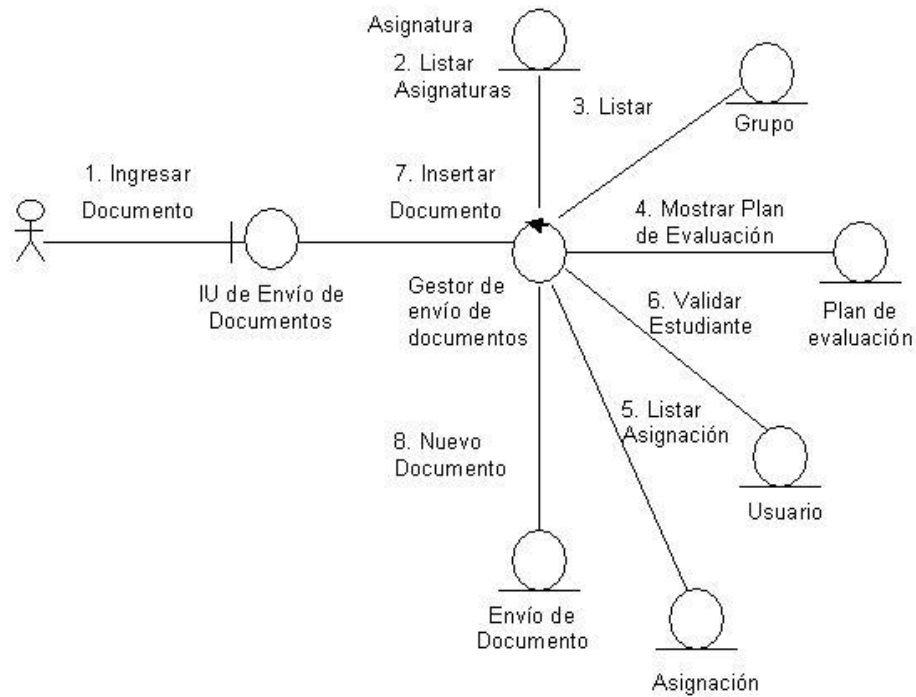 Asignatura
2. Listar
Asignaturas
3. Listar
Grupo
1. Ingresar
Documento
7. Insertar
Documento
4. Mostrar Plan
de Evaluación
IU de Envío de
Documentos
Gestor de
envío de
documentos
6. Validar
Estudiante
Plan de
evaluación
5. Listar
Asignación
8. Nuevo
Documento
Usuario
Envío de
Documento
Asignación